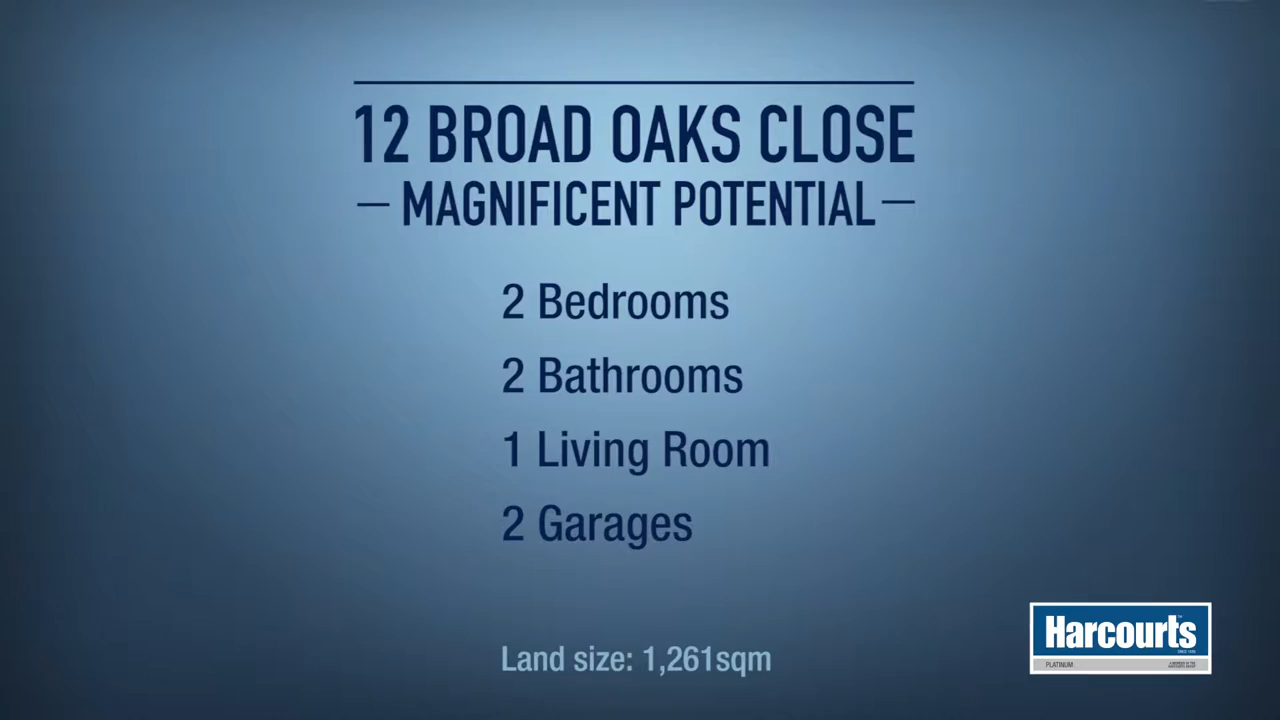 12 BROAD OAKS CLOSE
— MAGNIFICENT POTENTIAL —
2 Bedrooms
2 Bathrooms
1 Living Room
2 Garages
Land size: 1,261sqm
Harcourts
PLATINUM